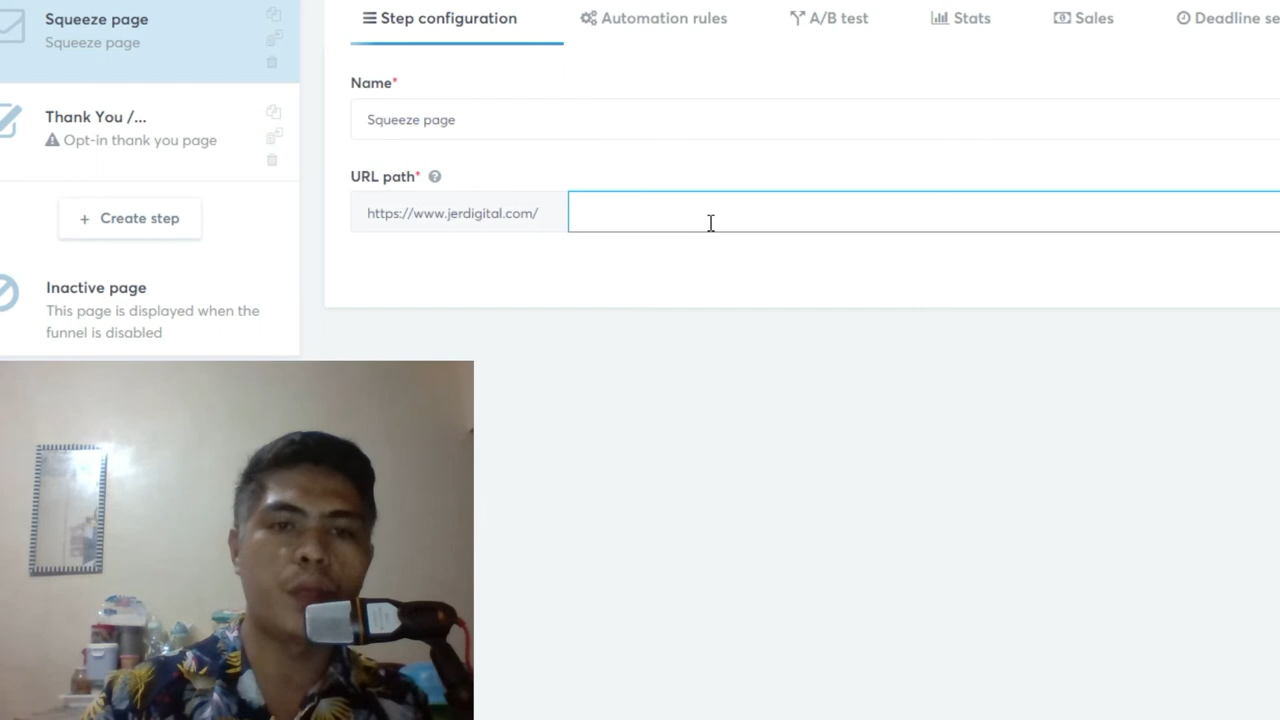 Squeeze page
Squeeze page
Thank You /...
Opt-in thank you page
+ Create step
Inactive page
This page is displayed when the
funnel is disabled
Step configuration
Automation rules
A/B test
Stats
Sales
Deadline se
Name*
Squeeze page
URL path*
https://www.jerdigital.com/